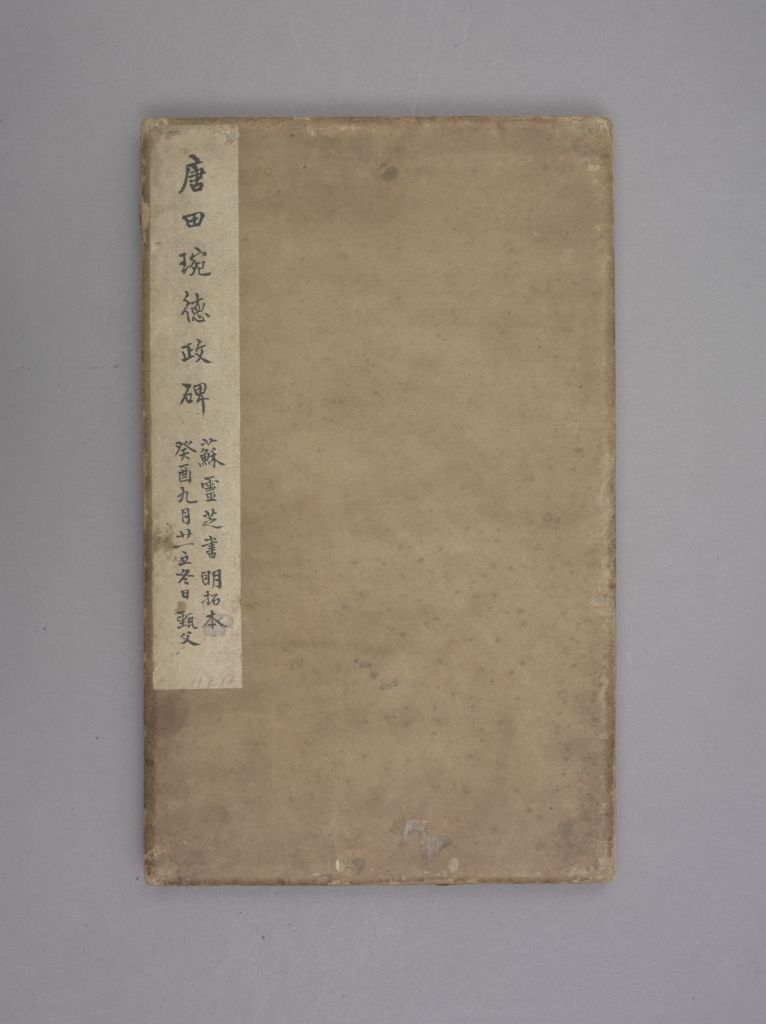 唐田琬德政碑
蘇靈芝書明拓本
癸酉九月廿一立冬日甄父